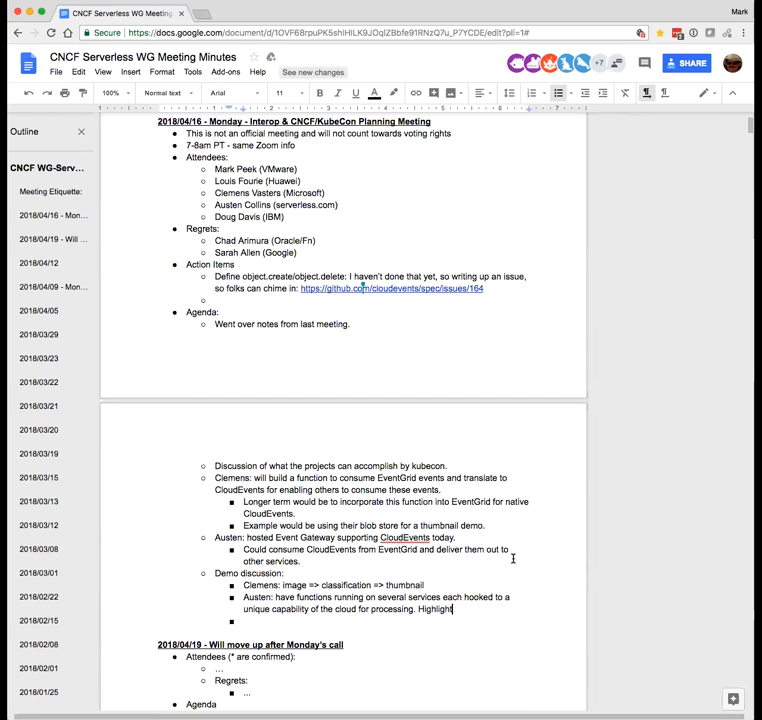 CNCF Serverless WG Meeting
Mark
Secure
https://docs.google.com/document/d/1OVF68rpuPK5shlHlLK9JOqlZBbfeb91RNzQ7u_P7YCDE/edit?pli=1#
CNCF Serverless WG Meeting Minutes
File Edit View Insert Format Tools Add-ons Help See new changes
+7
SHARE
100% Normal text Arial 11
Outline
CNCF WG-Serv...
Meeting Etiquette:
2018/04/16 - Mon...
2018/04/19 - Will ...
2018/04/12
2018/04/09 - Mon...
2018/04/05
2018/03/29
2018/03/23
2018/03/22
2018/03/21
2018/03/20
2018/03/19
2018/03/15
2018/03/13
2018/03/12
2018/03/08
2018/03/01
2018/02/22
2018/02/15
2018/02/08
2018/02/01
2018/01/25
2018/04/16 - Monday - Interop & CNCF/KubeCon Planning Meeting
This is not an official meeting and will not count towards voting rights
7-8am PT - same Zoom info
Attendees:
Mark Peek (VMware)
Louis Fourie (Huawei)
Clemens Vasters (Microsoft)
Austen Collins (serverless.com)
Doug Davis (IBM)
Regrets:
Chad Arimura (Oracle/Fn)
Sarah Allen (Google)
Action Items
Define object.create/object.delete: I haven't done that yet, so writing up an issue,
so folks can chime in: https://github.com/cloudevents/spec/issues/164
Agenda:
Went over notes from last meeting.
Discussion of what the projects can accomplish by kubecon.
Clemens: will build a function to consume EventGrid events and translate to
CloudEvents for enabling others to consume these events.
Longer term would be to incorporate this function into EventGrid for native
CloudEvents.
Example would be using their blob store for a thumbnail demo.
Austen: hosted Event Gateway supporting CloudEvents today.
Could consume CloudEvents from EventGrid and deliver them out to
other services.
Demo discussion:
Clemens: image => classification => thumbnail
Austen: have functions running on several services each hooked to a
unique capability of the cloud for processing. Highlight
2018/04/19 - Will move up after Monday's call
Attendees (* are confirmed):
...
Regrets:
...
Agenda